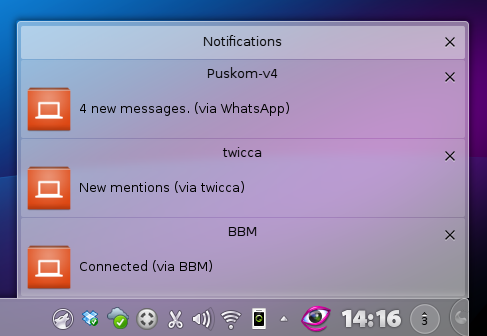 Notifications
Puskom-v4
4 new messages. (via WhatsApp)
twicca
New mentions (via twicca)
BBM
Connected (via BBM)
14:16
3